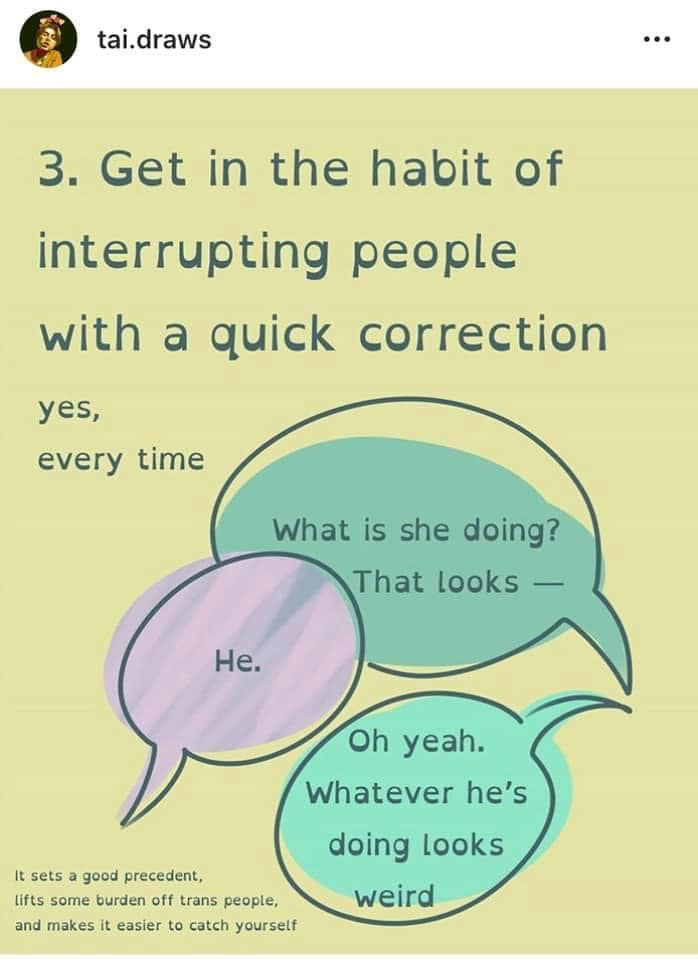 tai.draws
3. Get in the habit of
interrupting people
with a quick correction
yes,
every time
What is she doing?
That looks —
He.
Oh yeah.
Whatever he's
doing looks
weird
It sets a good precedent,
lifts some burden off trans people,
and makes it easier to catch yourself